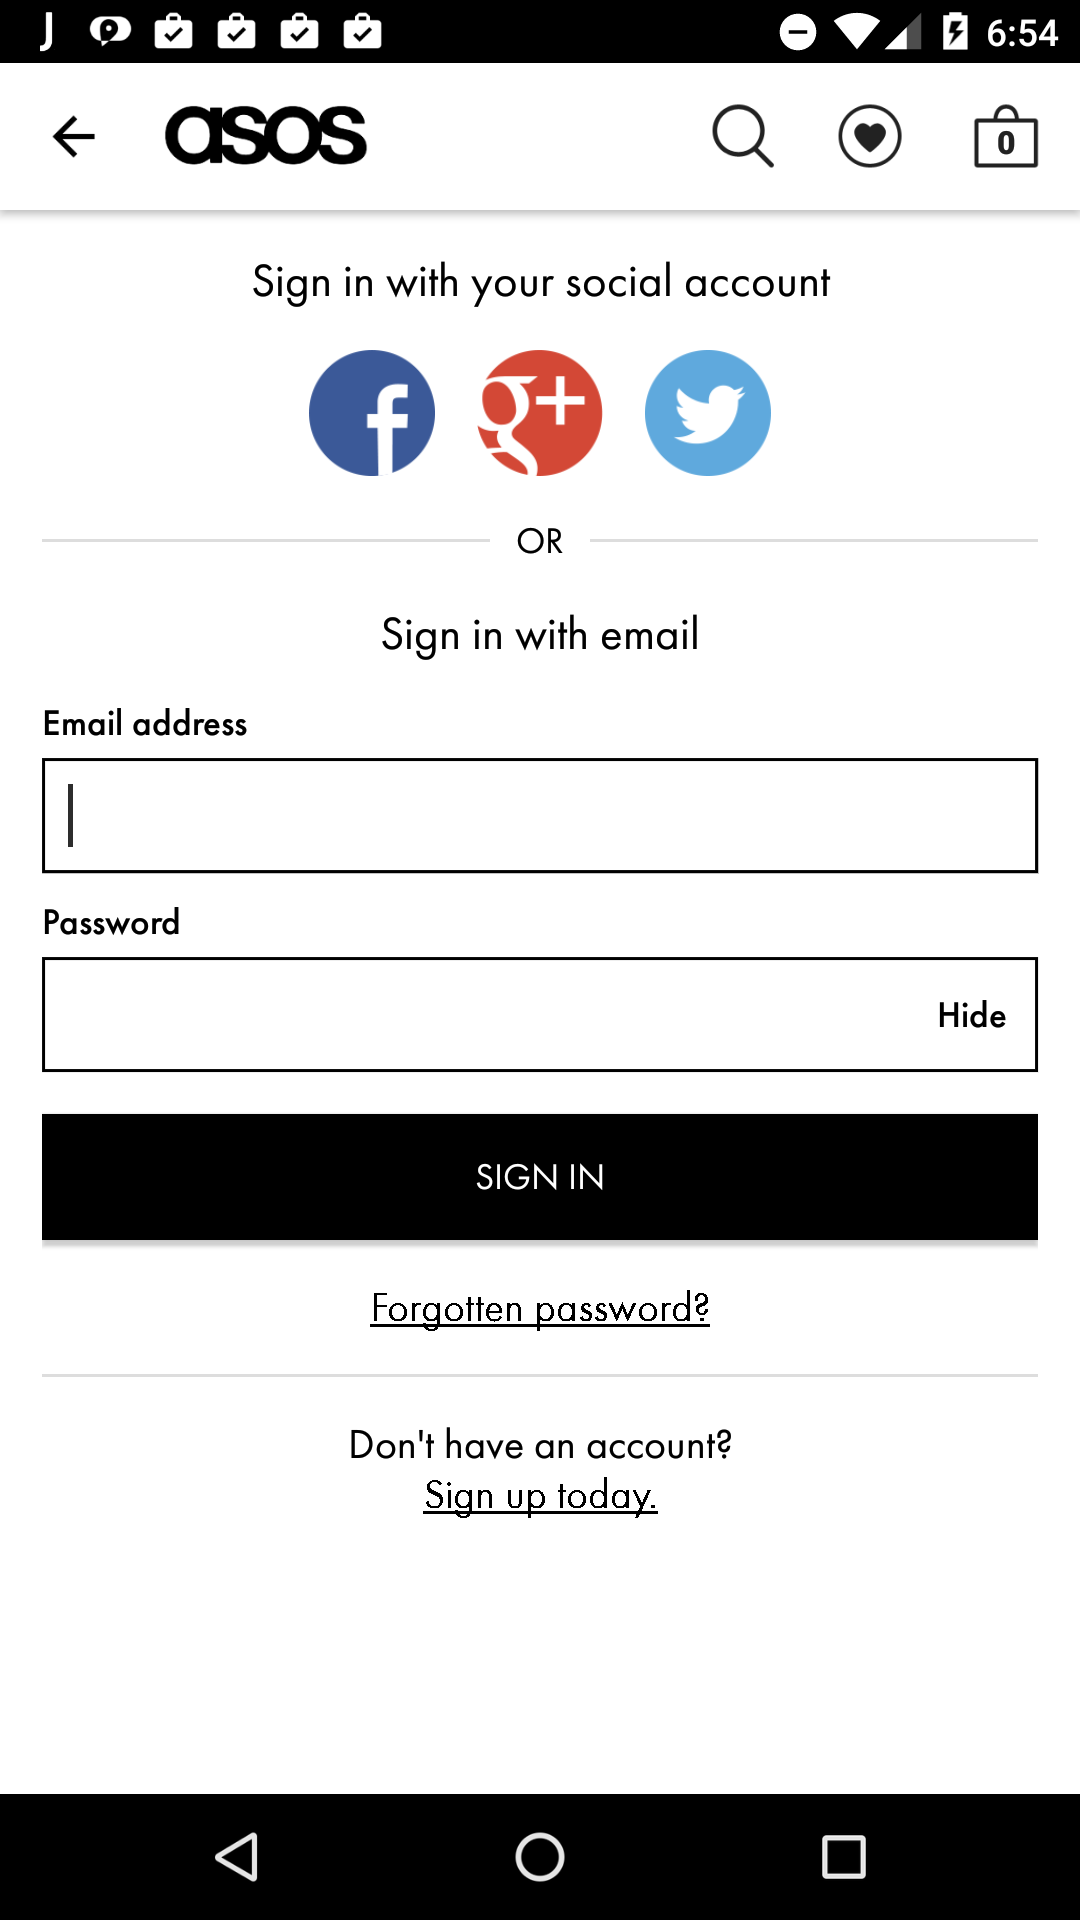 6:54
asos
0
Sign in with your social account
f g+
OR
Sign in with email
Email address
Password
Hide
SIGN IN
Forgotten password?
Don't have an account?
Sign up today.